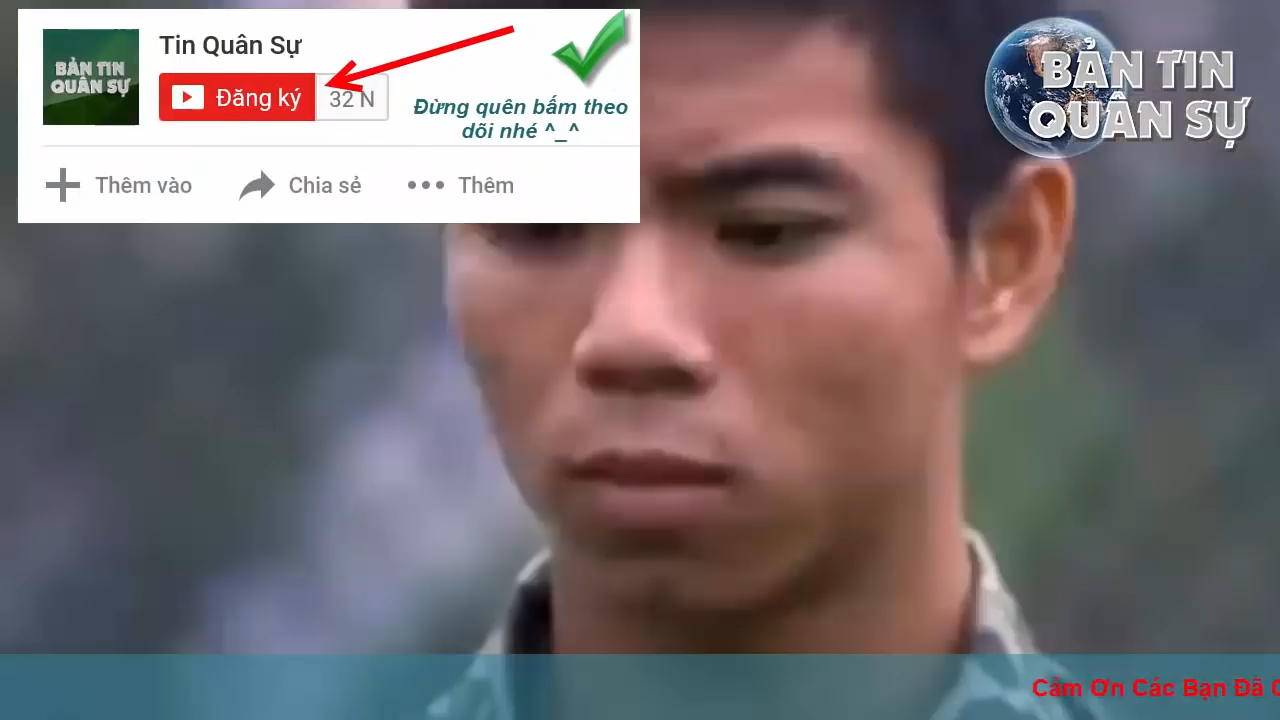 Tin Quân Sự
BẢN TIN
QUÂN SỰ
Đăng ký
32 N
Đừng quên bấm theo
dõi nhé ^_^
Thêm vào
Chia sẻ
Thêm
BẢN TIN
QUÂN SỰ
Cảm Ơn Các Bạn Đã